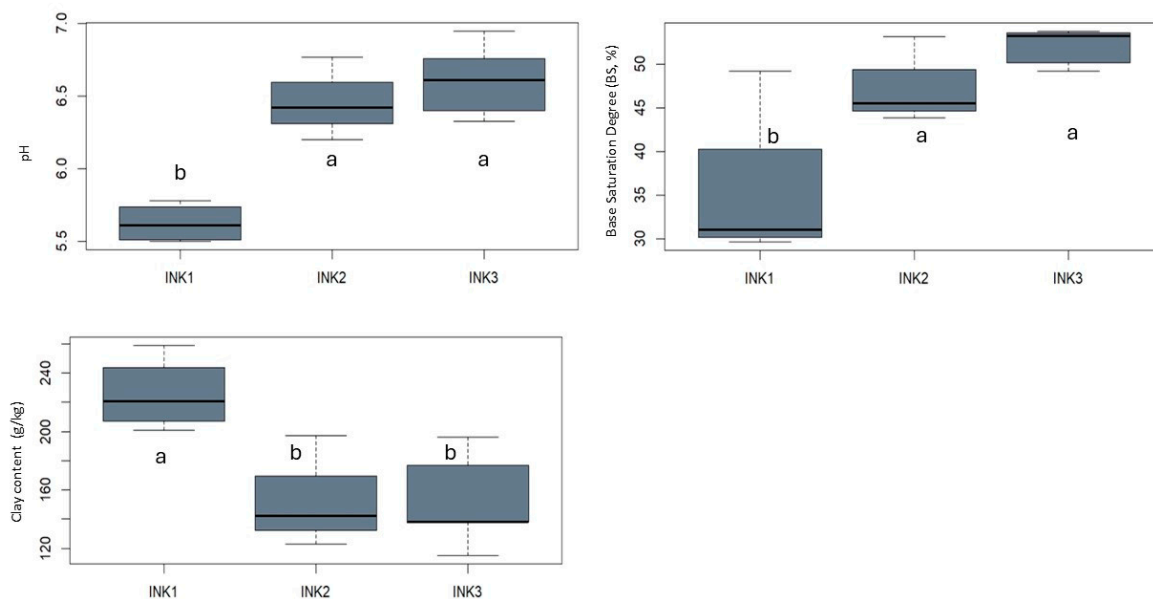 pH
7.0
6.5
6.0
5.5
b
a
a
INK1 INK2 INK3
Base Saturation Degree (BS, %)
50
45
40
35
30
b
a
a
INK1 INK2 INK3
Clay content (g/kg)
240
200
160
120
a
b
b
INK1 INK2 INK3